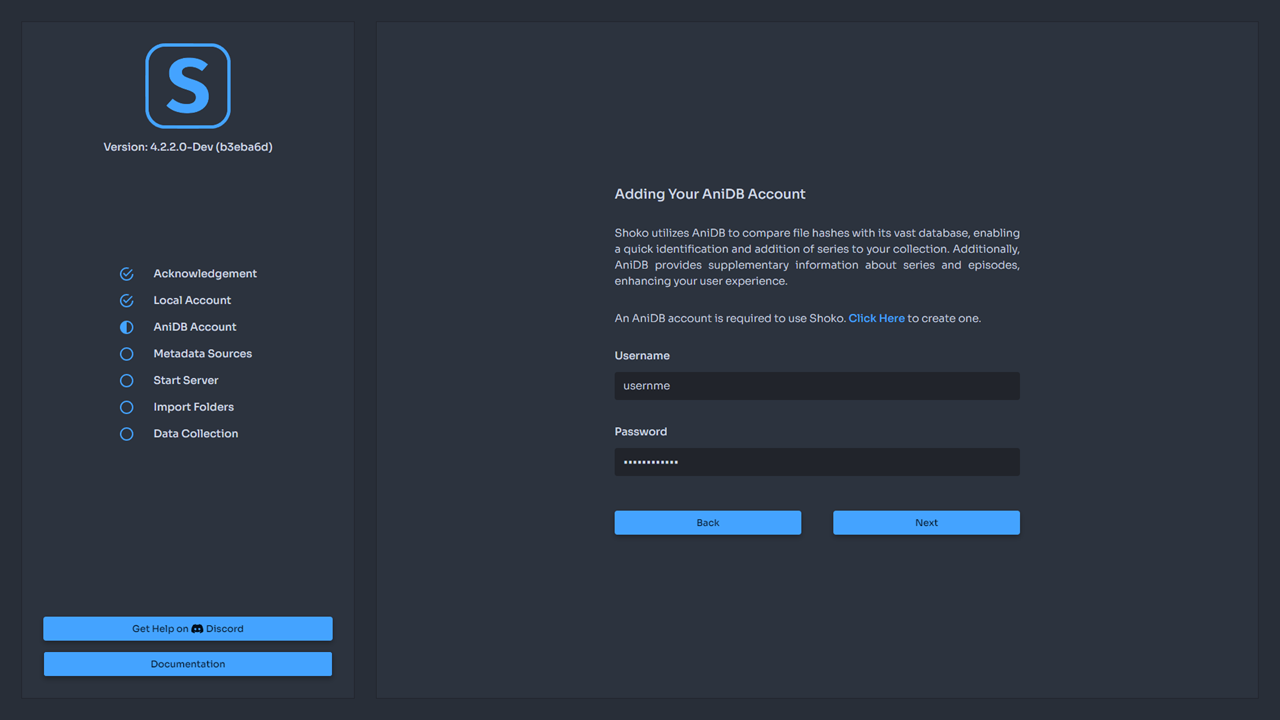 S
Version: 4.2.2.0-Dev (b3eba6d)
Acknowledgement
Local Account
AniDB Account
Metadata Sources
Start Server
Import Folders
Data Collection
Get Help on Discord
Documentation
Adding Your AniDB Account
Shoko utilizes AniDB to compare file hashes with its vast database, enabling
a quick identification and addition of series to your collection. Additionally,
AniDB provides supplementary information about series and episodes,
enhancing your user experience.
An AniDB account is required to use Shoko. Click Here to create one.
Username
usernme
Password
••••••••••••
Back
Next